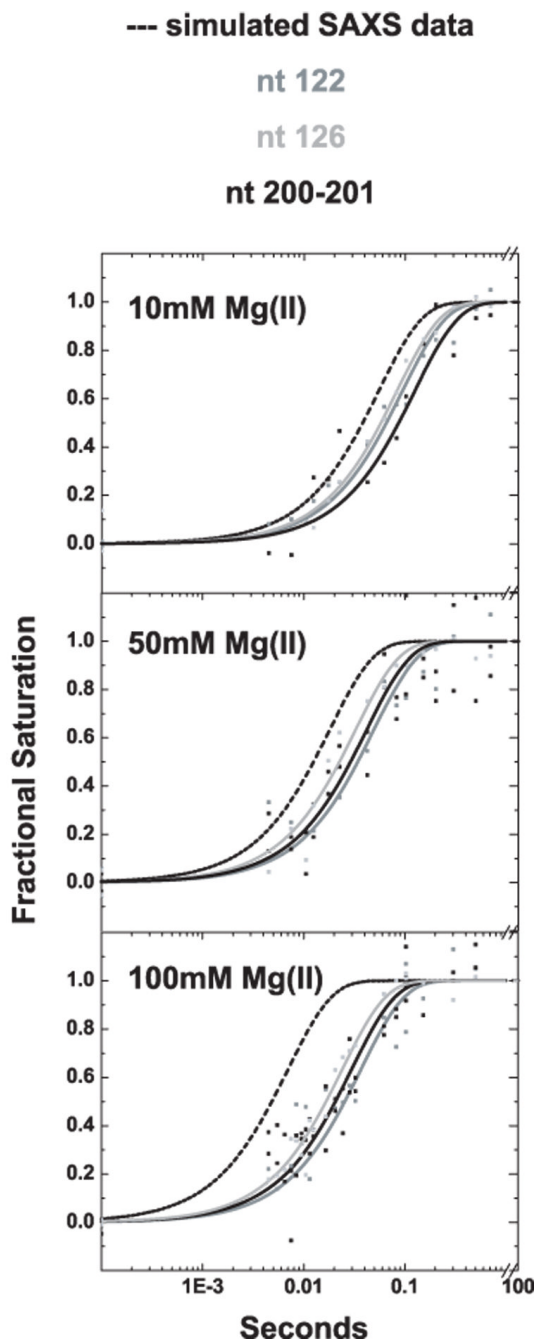 --- simulated SAXS data
nt 122
nt 126
nt 200-201
10mM Mg(II)
1.0
0.8
0.6
0.4
0.2
0.0
50mM Mg(II)
1.0
0.8
0.6
0.4
0.2
0.0
100mM Mg(II)
1.0
0.8
0.6
0.4
0.2
0.0
Fractional Saturation
1E-3 0.01 0.1 100
Seconds